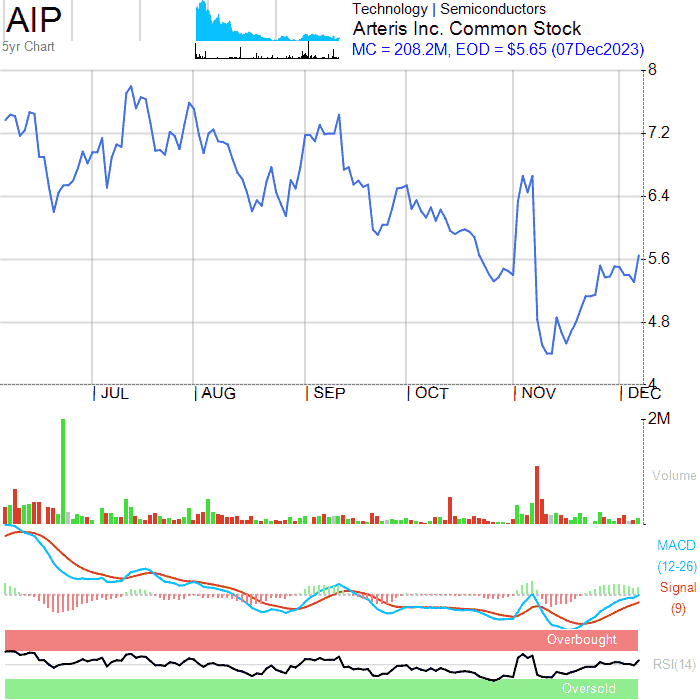 AIP
5yr Chart
Technology | Semiconductors
Arteris Inc. Common Stock
MC = 208.2M, EOD = $5.65 (07Dec2023)
8
7.2
6.4
5.6
4.8
4
JUL
AUG
SEP
OCT
NOV
DEC
2M
Volume
MACD
(12-26)
Signal
(9)
Overbought
RSI(14)
Oversold